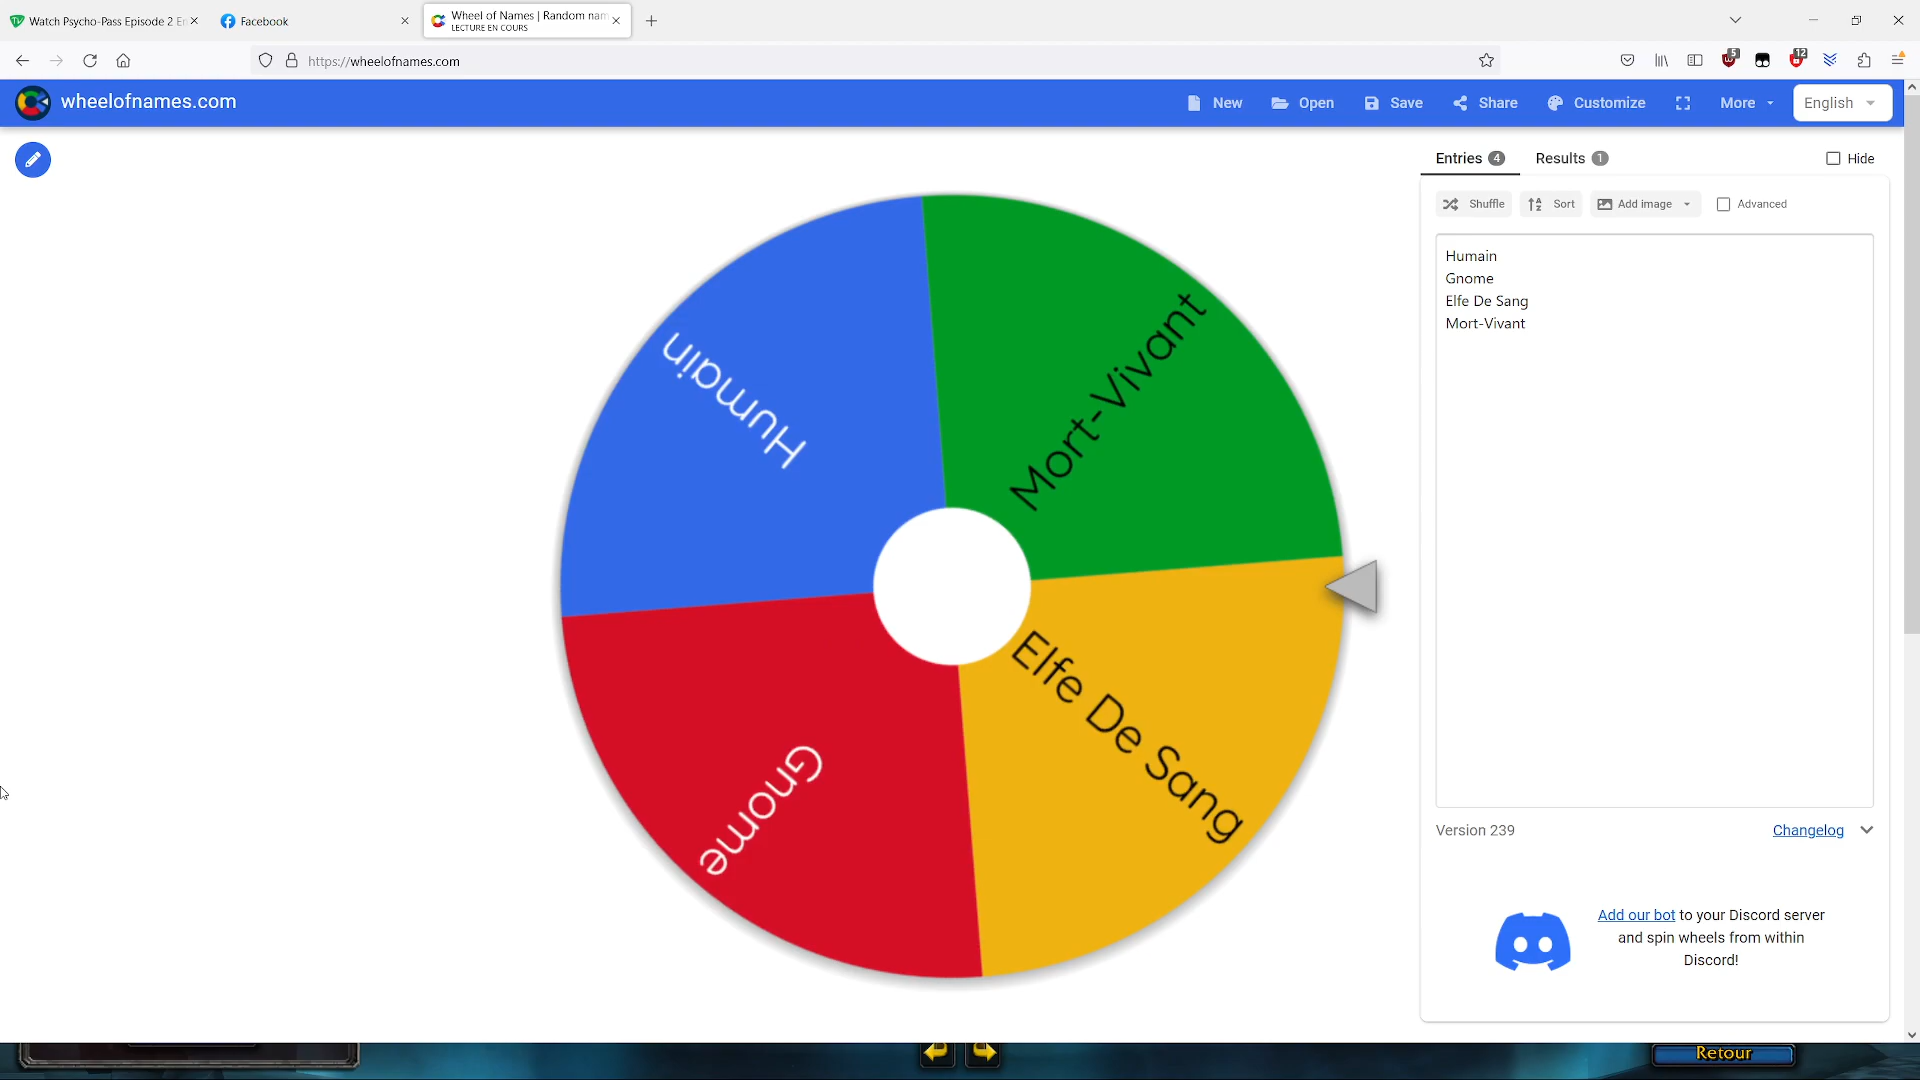 Watch Psycho-Pass Episode 2 En
Facebook
Wheel of Names | Random nam
LECTURE EN COURS
https://wheelofnames.com
5
12
wheelofnames.com
New
Open
Save
Share
Customize
More
English
Entries 4
Results 1
Hide
Shuffle
Sort
Add image
Advanced
Humain
Gnome
Elfe De Sang
Mort-Vivant
Humain
Mort-Vivant
Elfe De Sang
Gnome
Version 239
Changelog
Add our bot to your Discord server
and spin wheels from within
Discord!
Retour